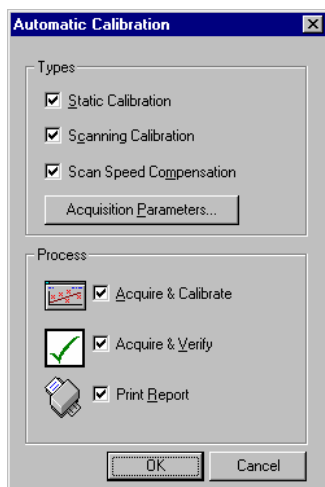 Automatic Calibration
Types
Static Calibration
Scanning Calibration
Scan Speed Compensation
Acquisition Parameters...
Process
Acquire & Calibrate
Acquire & Verify
Print Report
OK
Cancel